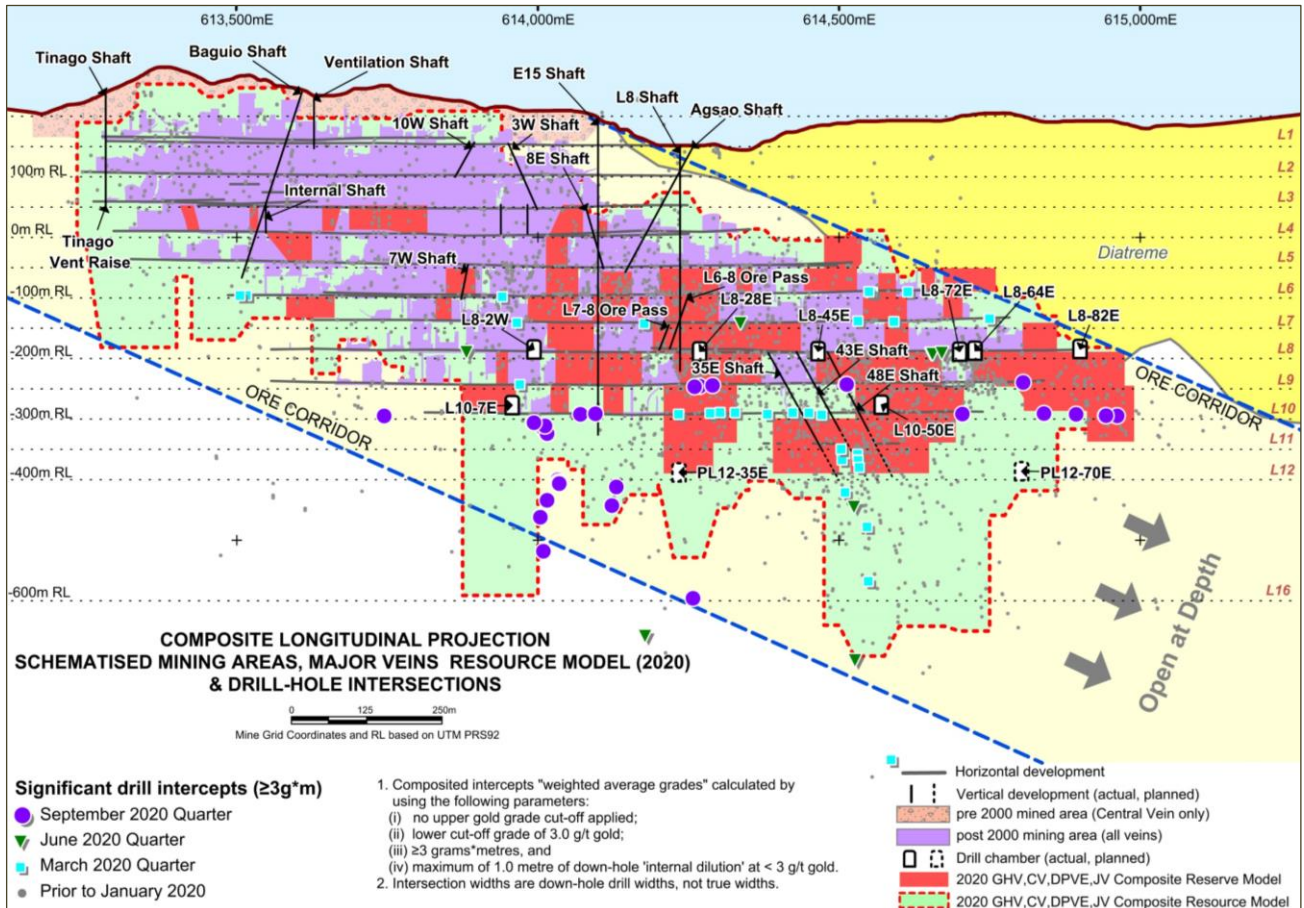 613,500mE
614,000mE
614,500mE
615,000mE
Tinago Shaft
Baguio Shaft
Ventilation Shaft
E15 Shaft
L8 Shaft
Agsao Shaft
10W Shaft
3W Shaft
8E Shaft
L1
100m RL
L2
Internal Shaft
L3
0m RL
L4
Tinago
Vent Raise
Diatreme
7W Shaft
L5
L6-8 Ore Pass
-100m RL
L6
L8-72E
L8-64E
L7-8 Ore Pass
L8-28E
L8-45E
L8-82E
L8-2W
L7
43E Shaft
-200m RL
L8
35E Shaft
48E Shaft
L9
ORE CORRIDOR
ORE CORRIDOR
L10-7E
-300m RL
L10
L10-50E
L11
-400m RL
PL12-35E
PL12-70E
L12
-600m RL
L16
Open at Depth
COMPOSITE LONGITUDINAL PROJECTION
SCHEMATISED MINING AREAS, MAJOR VEINS RESOURCE MODEL (2020)
& DRILL-HOLE INTERSECTIONS
0 125 250m
Mine Grid Coordinates and RL based on UTM PRS92
Significant drill intercepts (≥3g*m)
September 2020 Quarter
June 2020 Quarter
March 2020 Quarter
Prior to January 2020
1. Composited intercepts "weighted average grades" calculated by
using the following parameters:
(i) no upper gold grade cut-off applied;
(ii) lower cut-off grade of 3.0 g/t gold;
(iii) ≥3 grams*metres, and
(iv) maximum of 1.0 metre of down-hole 'internal dilution' at < 3 g/t gold.
2. Intersection widths are down-hole drill widths, not true widths.
Horizontal development
Vertical development (actual, planned)
pre 2000 mined area (Central Vein only)
post 2000 mining area (all veins)
Drill chamber (actual, planned)
2020 GHV,CV,DPVE,JV Composite Reserve Model
2020 GHV,CV,DPVE,JV Composite Resource Model